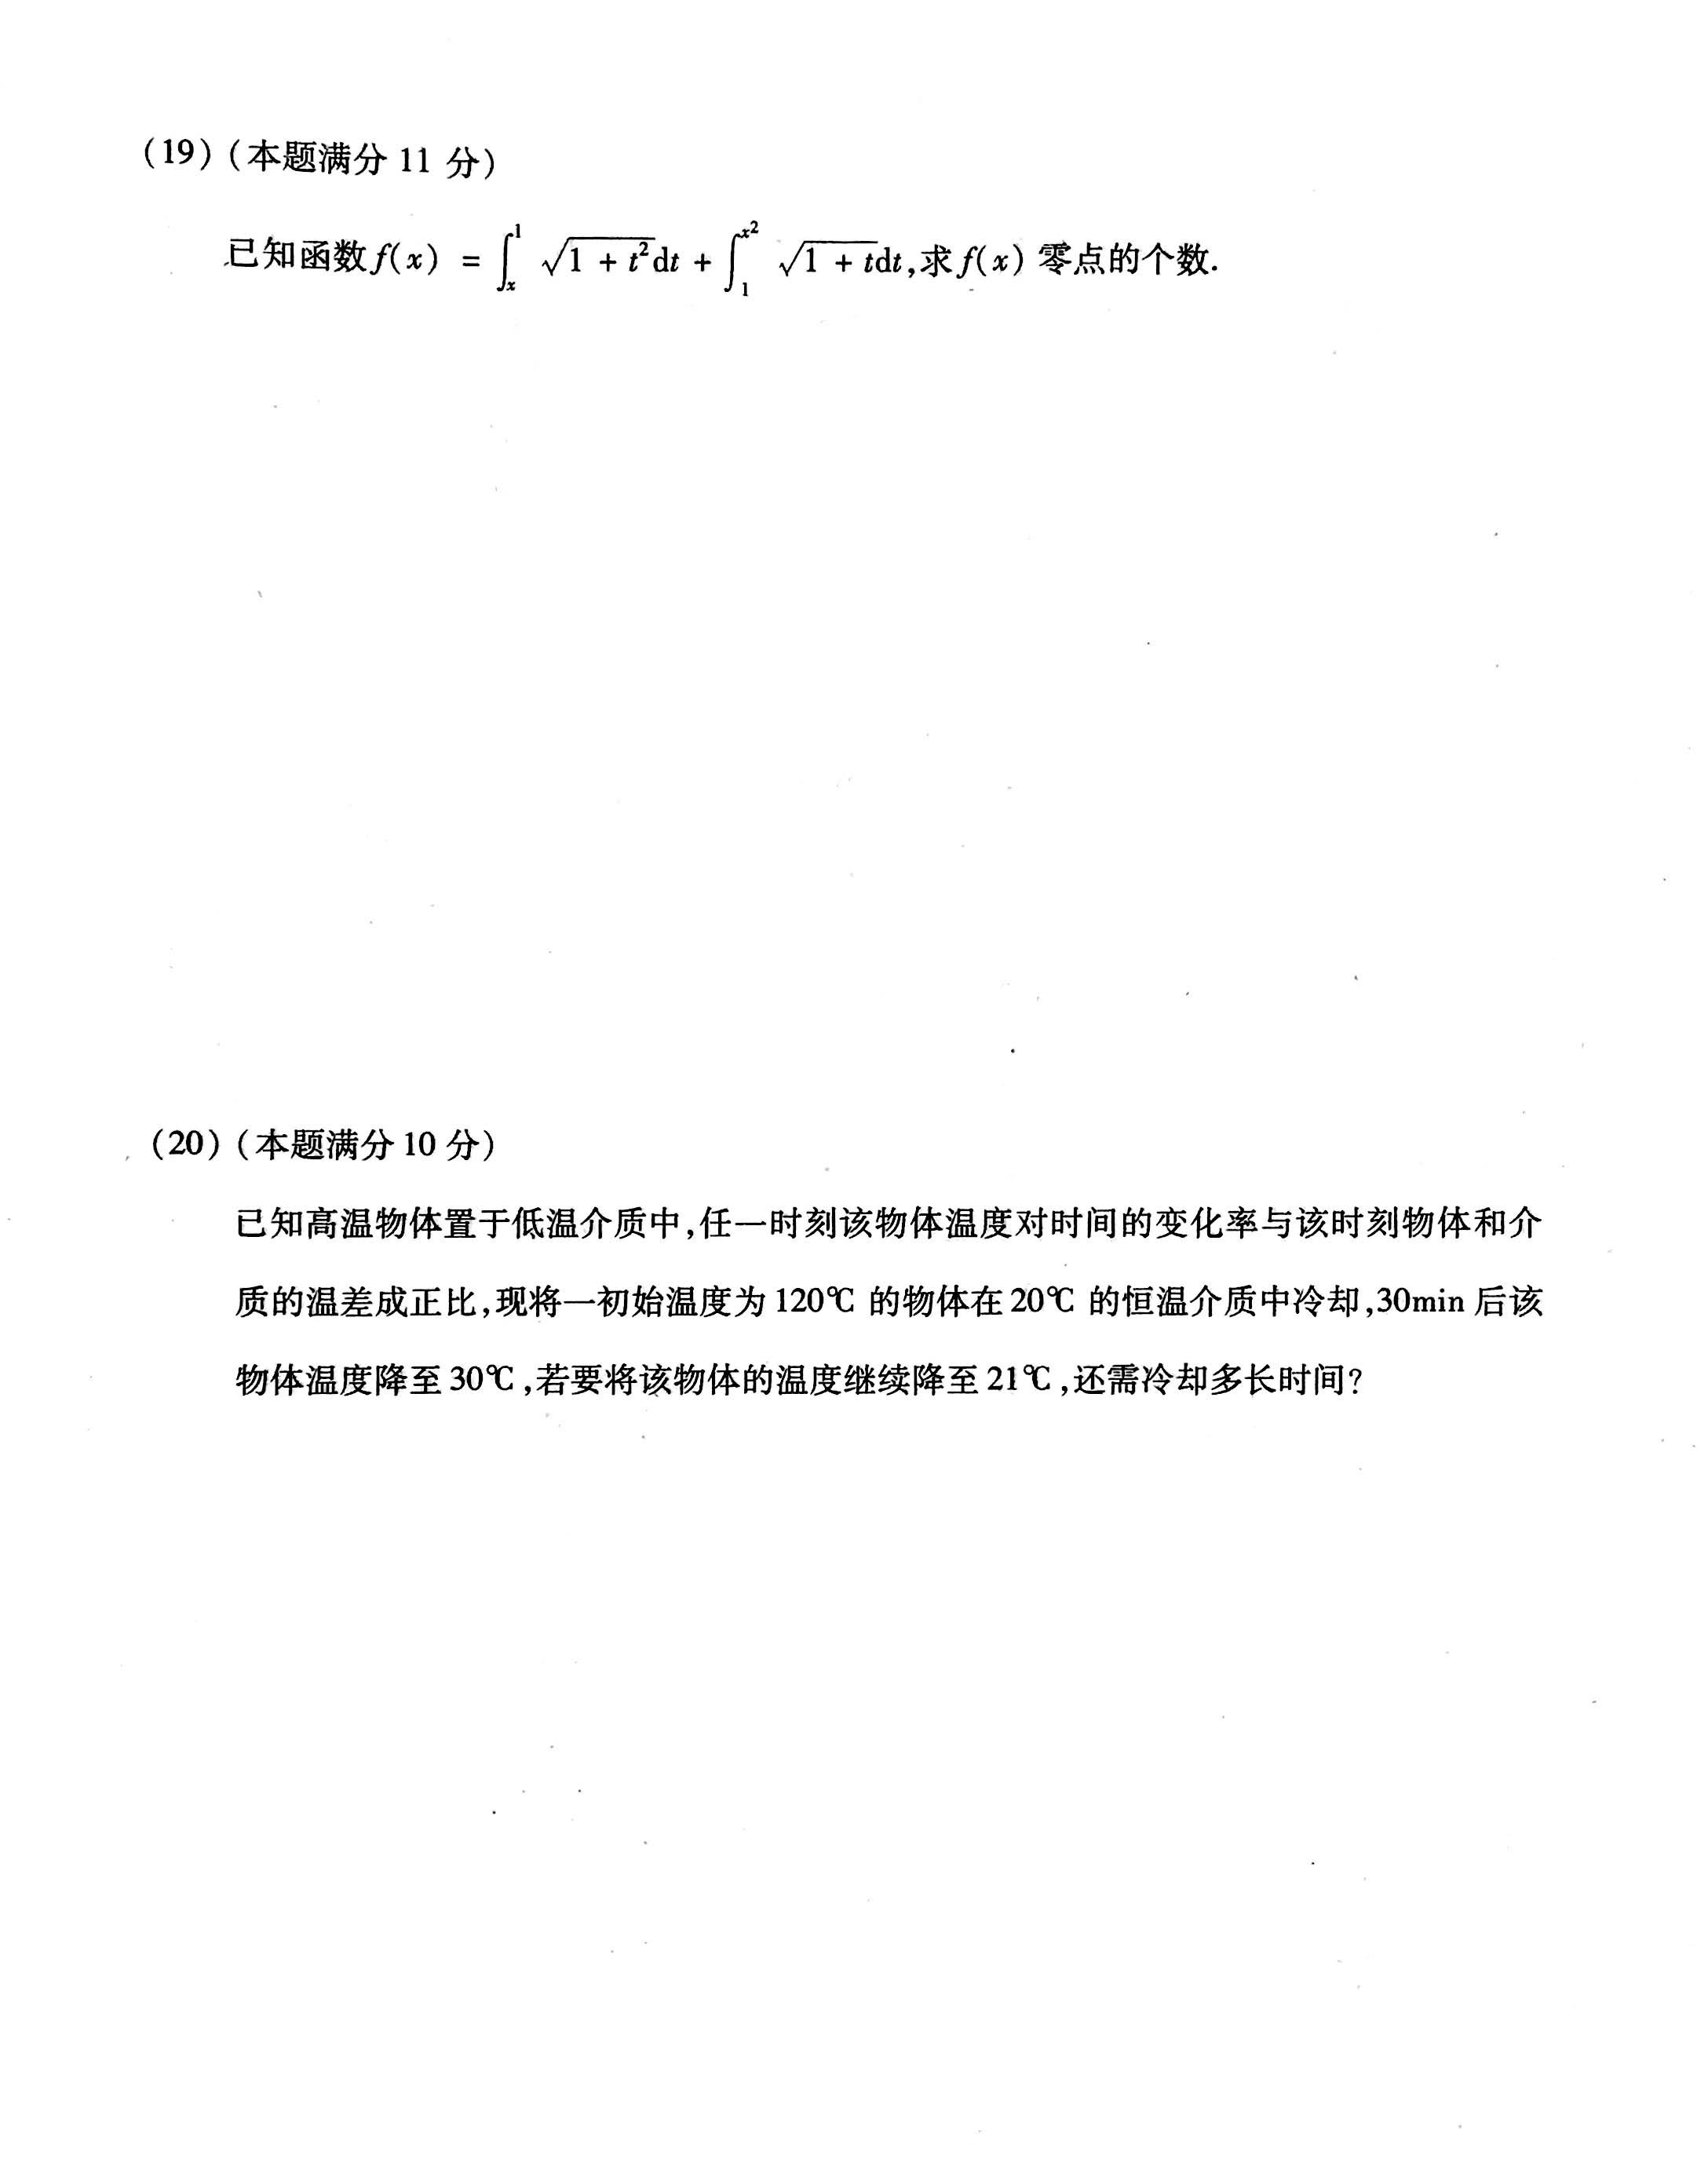 (19)(本题满分 11 分)
已知函数 f(x) = ∫_x^1 √(1 + t²)dt + ∫_1^{x²} √(1 + t)dt,求 f(x) 零点的个数.
(20)(本题满分 10 分)
已知高温物体置于低温介质中,任一时刻该物体温度对时间的变化率与该时刻物体和介
质的温差成正比,现将一初始温度为 120℃ 的物体在 20℃ 的恒温介质中冷却,30min 后该
物体温度降至 30℃,若要将该物体的温度继续降至 21℃,还需冷却多长时间?